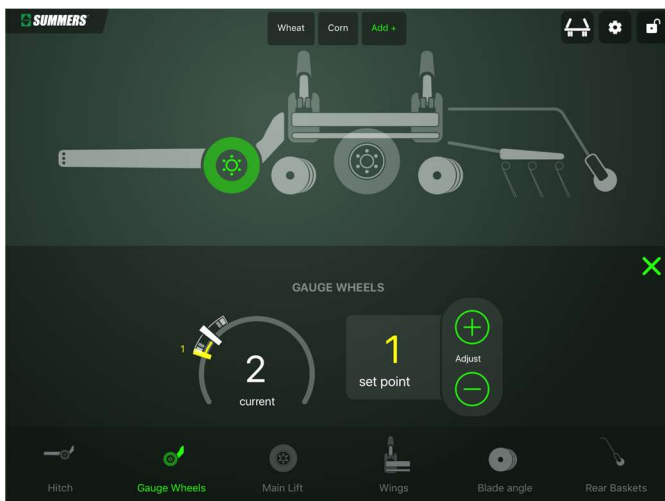 SUMMERS
Wheat Corn Add +
GAUGE WHEELS
1
2
current
1
set point
Adjust
Hitch Gauge Wheels Main Lift Wings Blade angle Rear Baskets